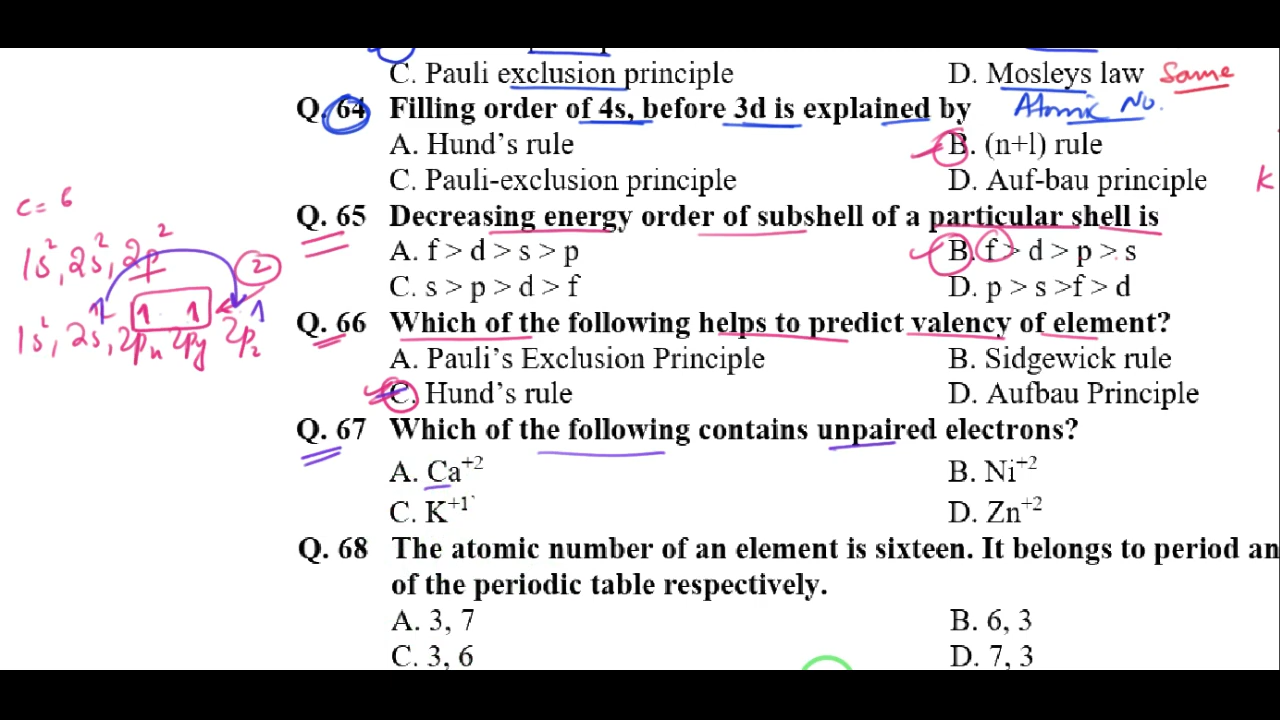 C. Pauli exclusion principle D. Mosleys law Same
Q. 64 Filling order of 4s, before 3d is explained by Atomic No.
A. Hund’s rule B. (n+l) rule
C. Pauli-exclusion principle D. Auf-bau principle K
C = 6
Q. 65 Decreasing energy order of subshell of a particular shell is
1s², 2s², 2p² 2
A. f > d > s > p B. f > d > p > s
C. s > p > d > f D. p > s >f > d
1 1 1 1
1s², 2s, 2px 2py 2pz
Q. 66 Which of the following helps to predict valency of element?
A. Pauli’s Exclusion Principle B. Sidgewick rule
C. Hund’s rule D. Aufbau Principle
Q. 67 Which of the following contains unpaired electrons?
A. Ca+2 B. Ni+2
C. K+1` D. Zn+2
Q. 68 The atomic number of an element is sixteen. It belongs to period an
of the periodic table respectively.
A. 3, 7 B. 6, 3
C. 3, 6 D. 7, 3